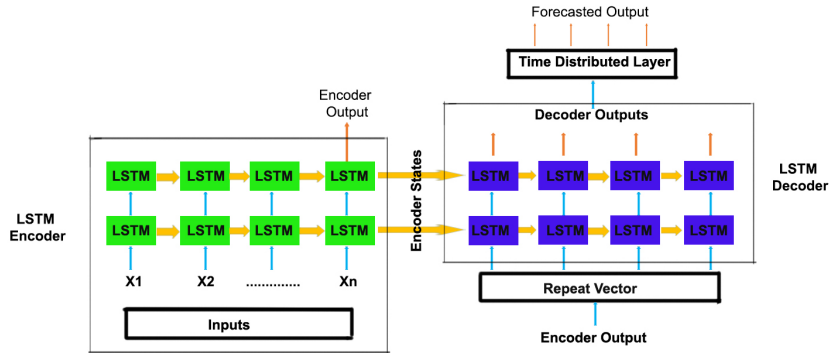 Forecasted Output
Time Distributed Layer
Encoder
Output
Decoder Outputs
LSTM LSTM LSTM LSTM
LSTM LSTM LSTM LSTM
LSTM
Encoder
Encoder States
LSTM LSTM LSTM LSTM
LSTM LSTM LSTM LSTM
LSTM
Decoder
X1 X2 .............. Xn
Inputs
Repeat Vector
Encoder Output